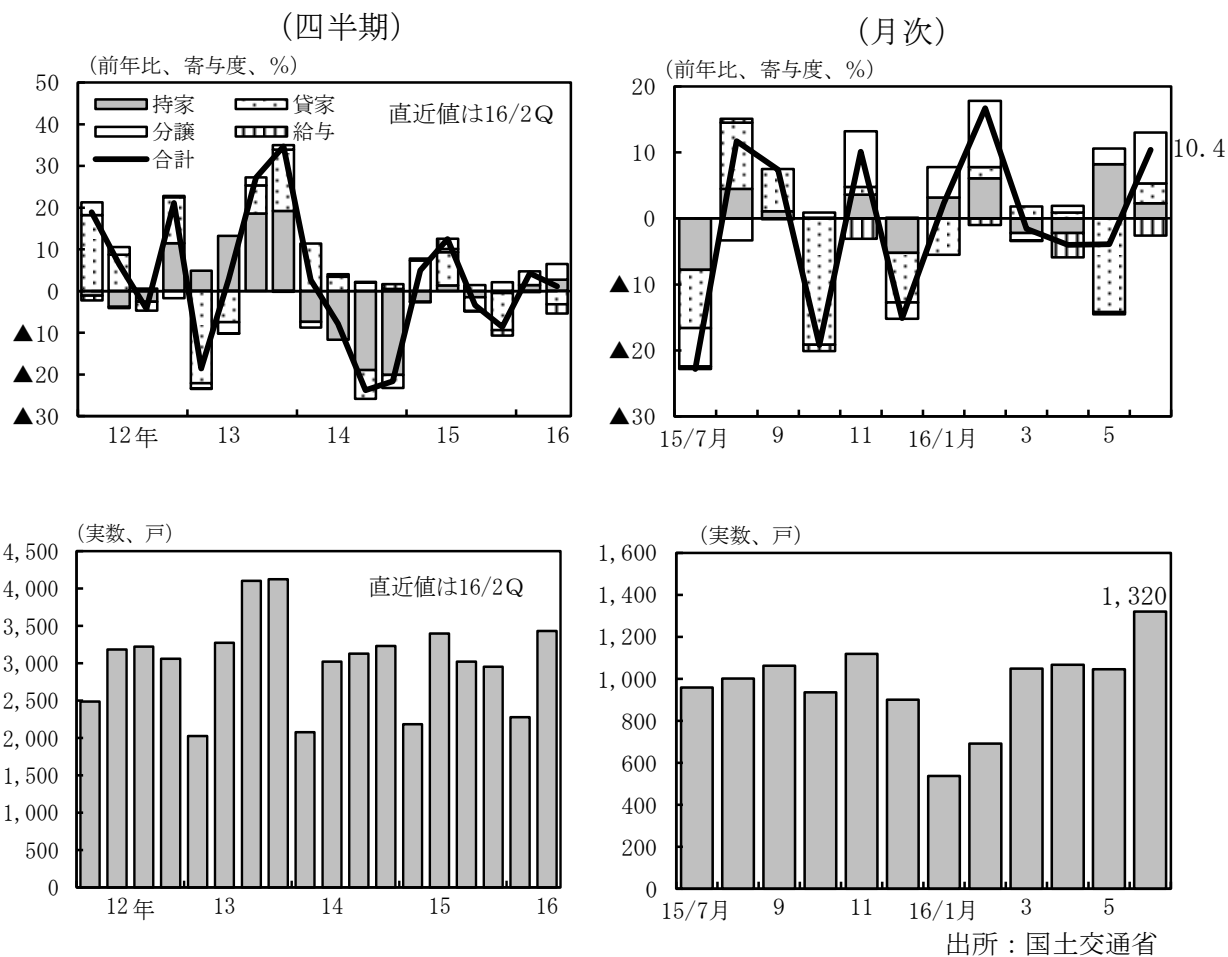 (四半期)
(前年比、寄与度、%)
50
40
30
20
10
0
▲10
▲20
▲30
持家
貸家
分譲
給与
合計
直近値は16/2Q
12年
13
14
15
16
(月次)
(前年比、寄与度、%)
20
10
0
▲10
▲20
▲30
10.4
15/7月
9
11
16/1月
3
5
(実数、戸)
4,500
4,000
3,500
3,000
2,500
2,000
1,500
1,000
500
0
直近値は16/2Q
12年
13
14
15
16
(実数、戸)
1,600
1,400
1,200
1,000
800
600
400
200
0
1,320
15/7月
9
11
16/1月
3
5
出所：国土交通省